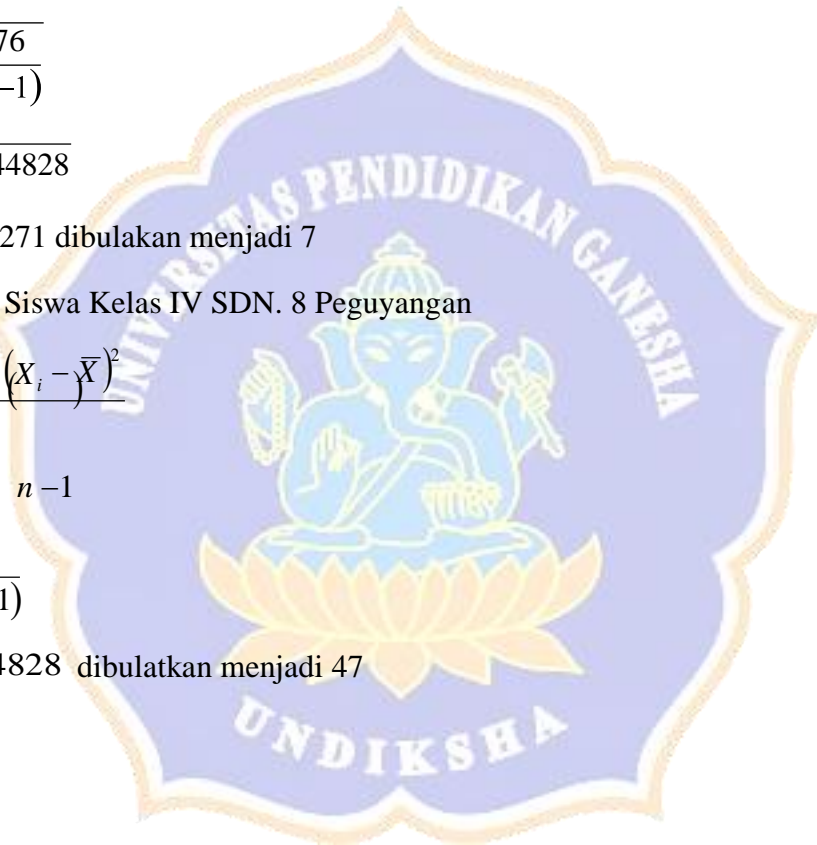 76
–1)
44828
271 dibulakan menjadi 7
Siswa Kelas IV SDN. 8 Peguyangan
(X_i – X̅)²
n –1
1)
4828 dibulatkan menjadi 47
UNIVERSITAS PENDIDIKAN GANESHA
UNDIKSHA